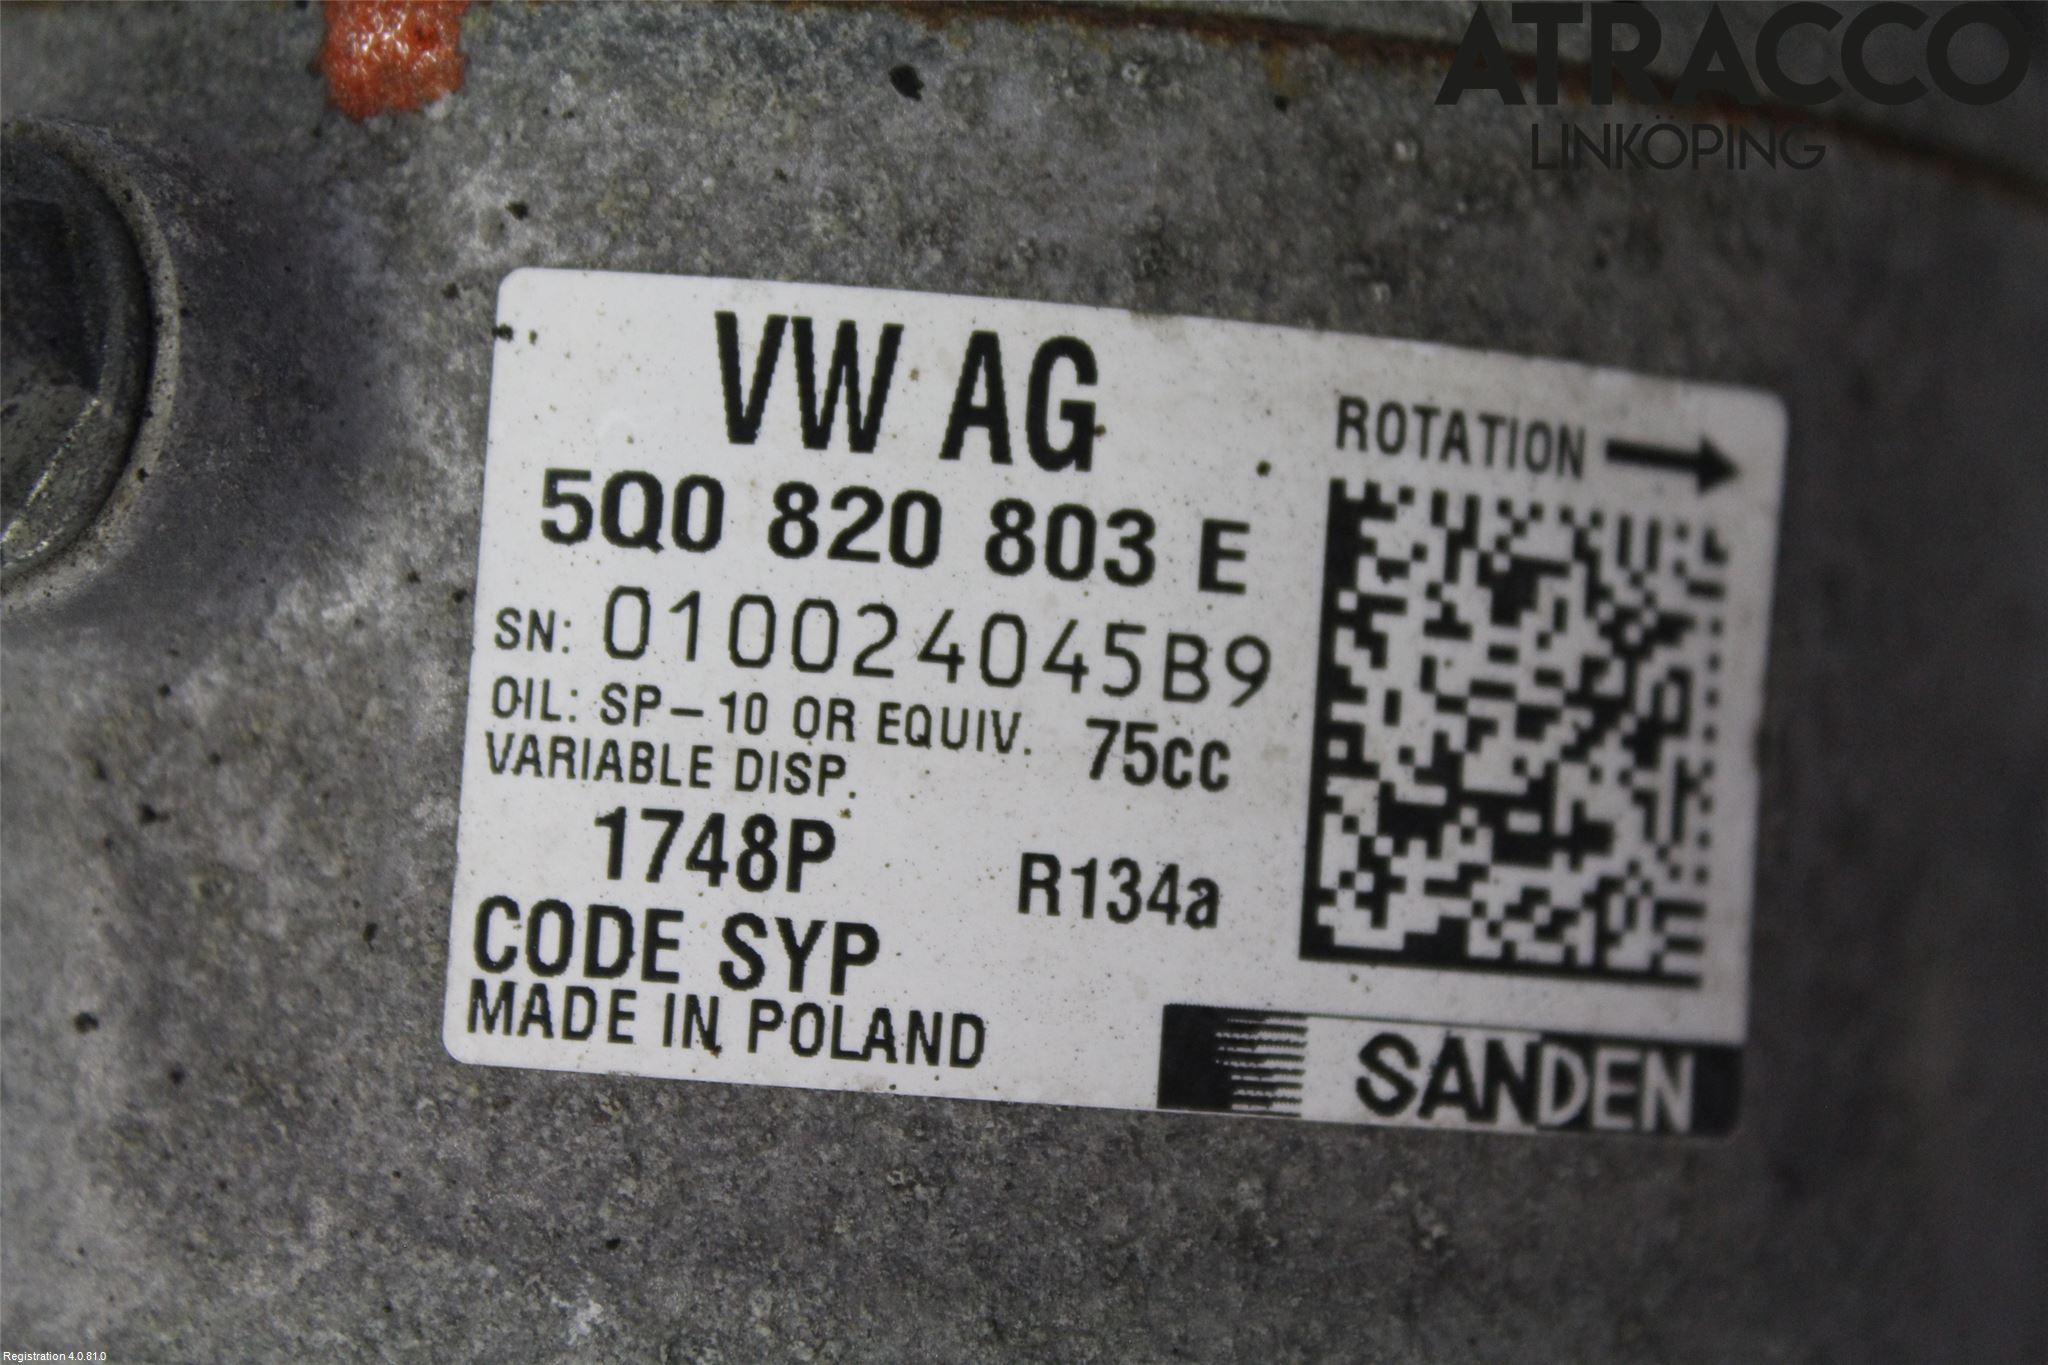 ATRACCO
LINKÖPING
VW AG
5Q0 820 803 E
SN: 010024045B9
OIL: SP-10 OR EQUIV. 75cc
VARIABLE DISP.
1748P R134a
CODE SYP
MADE IN POLAND
ROTATION →
SANDEN
Registration 4.0.81.0